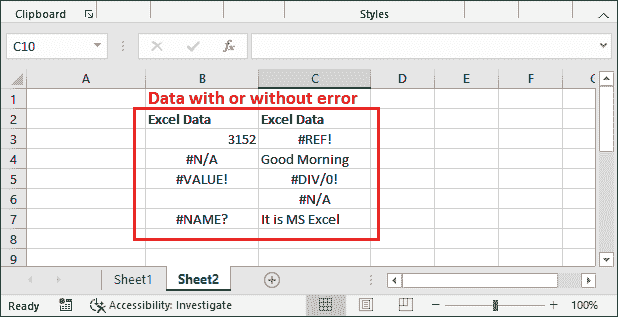 Clipboard Styles
C10 fx
A B C D E F
1 Data with or without error
2 Excel Data Excel Data
3 3152 #REF!
4 #N/A Good Morning
5 #VALUE! #DIV/0!
6 #N/A
7 #NAME? It is MS Excel
8
9
Sheet1 Sheet2
Ready Accessibility: Investigate 100%